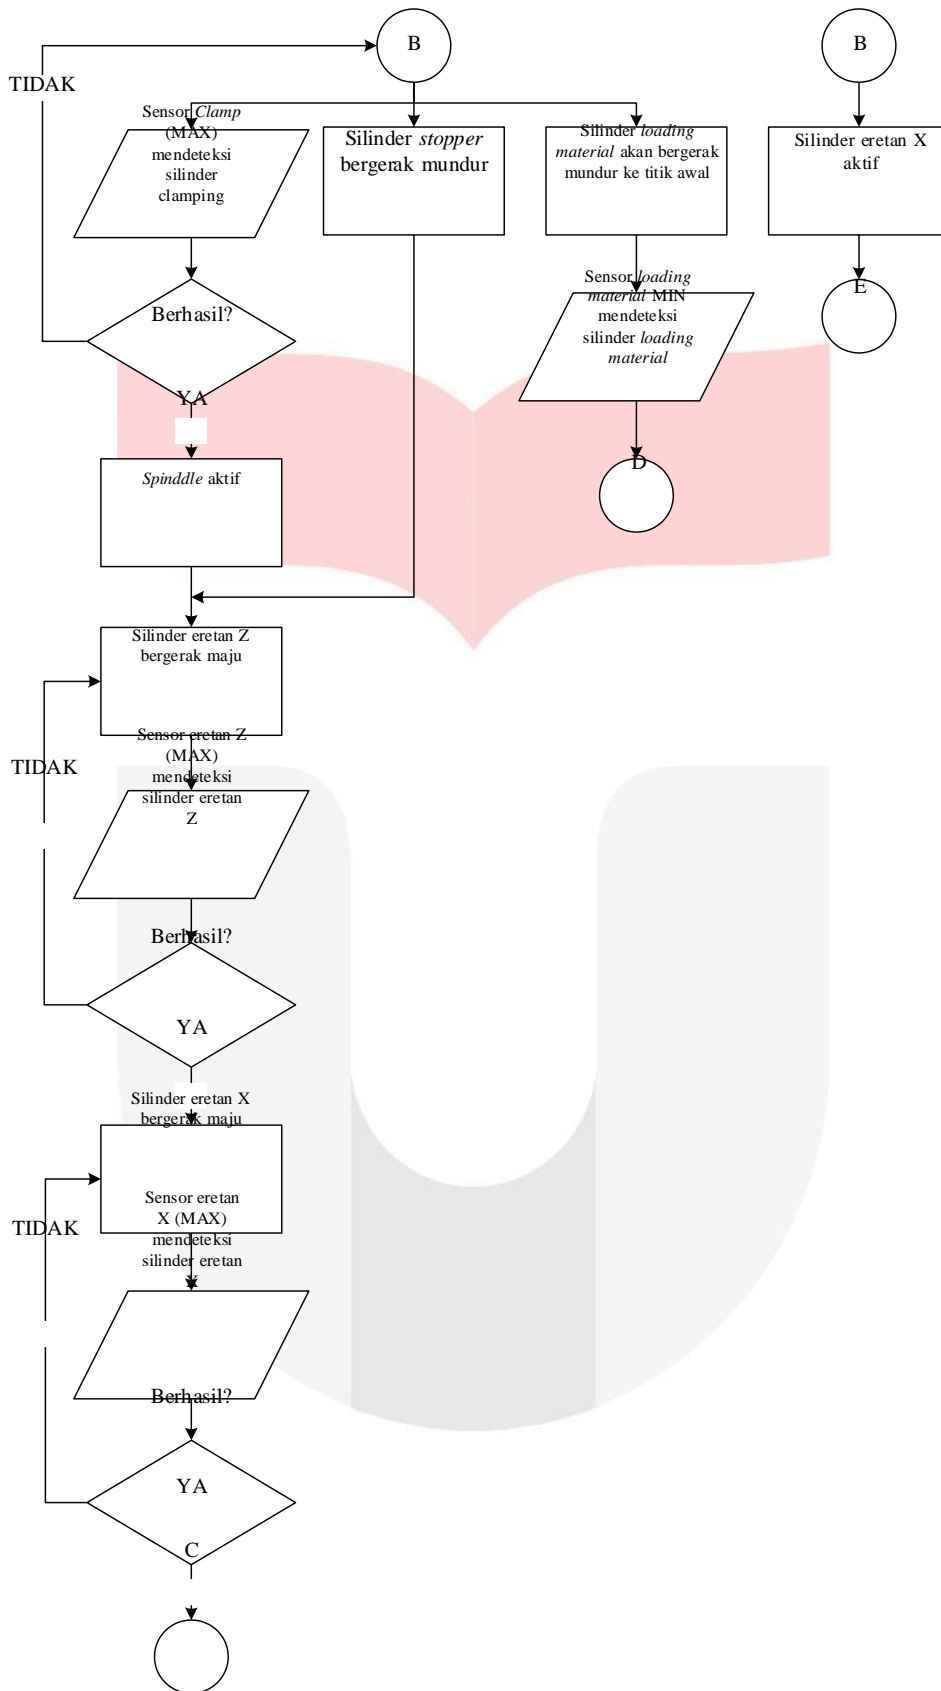 B
B
TIDAK
Sensor Clamp
(MAX)
mendeteksi
silinder
clamping
Silinder stopper
bergerak mundur
Silinder loading
material akan bergerak
mundur ke titik awal
Silinder eretan X
aktif
Berhasil?
YA
Sensor loading
material MIN
mendeteksi
silinder loading
material
E
D
Spinddle aktif
Silinder eretan Z
bergerak maju
TIDAK
Sensor eretan Z
(MAX)
mendeteksi
silinder eretan
Z
Berhasil?
YA
Silinder eretan X
bergerak maju
TIDAK
Sensor eretan
X (MAX)
mendeteksi
silinder eretan
X
Berhasil?
YA
C